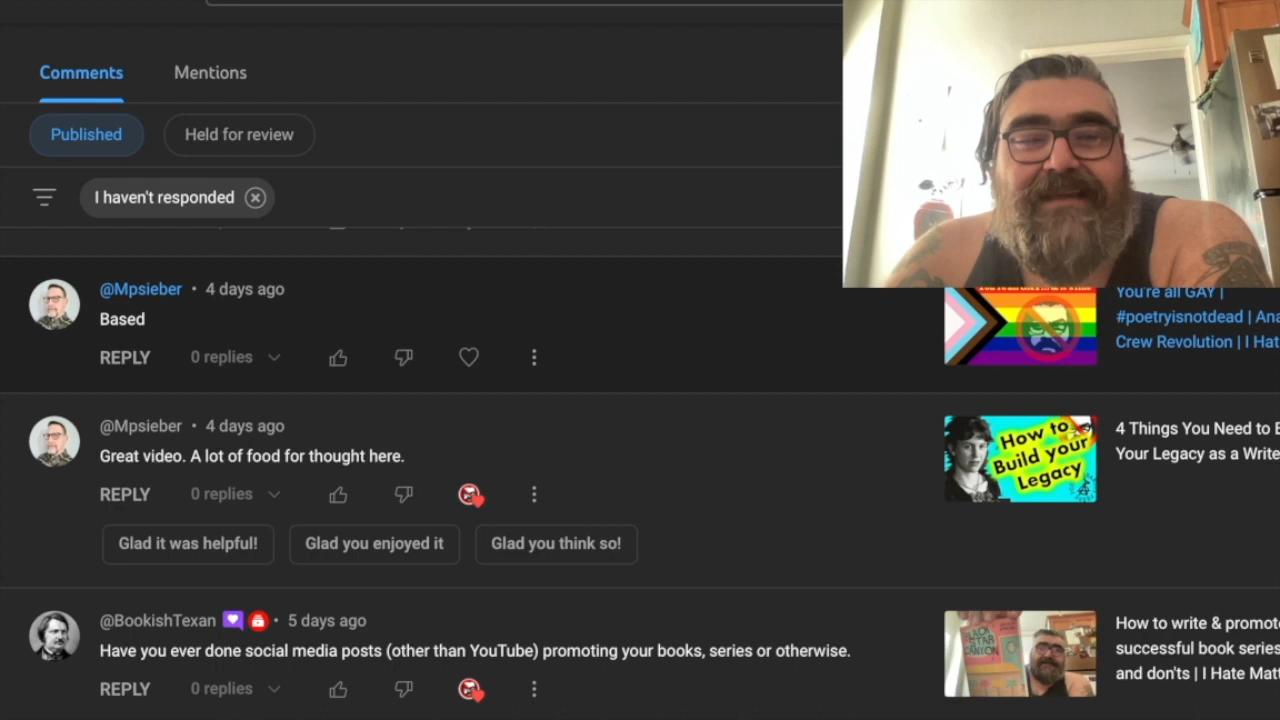 Comments
Mentions
Published
Held for review
I haven't responded
@Mpsieber • 4 days ago
Based
REPLY
0 replies
You're all GAY |
#poetryisnotdead | Ana
Crew Revolution | I Hat
@Mpsieber • 4 days ago
Great video. A lot of food for thought here.
REPLY
0 replies
Glad it was helpful!
Glad you enjoyed it
Glad you think so!
How to
Build your
Legacy
4 Things You Need to B
Your Legacy as a Write
@BookishTexan • 5 days ago
Have you ever done social media posts (other than YouTube) promoting your books, series or otherwise.
REPLY
0 replies
STAR
CANYON
How to write & promote
successful book series
and don'ts | I Hate Matt